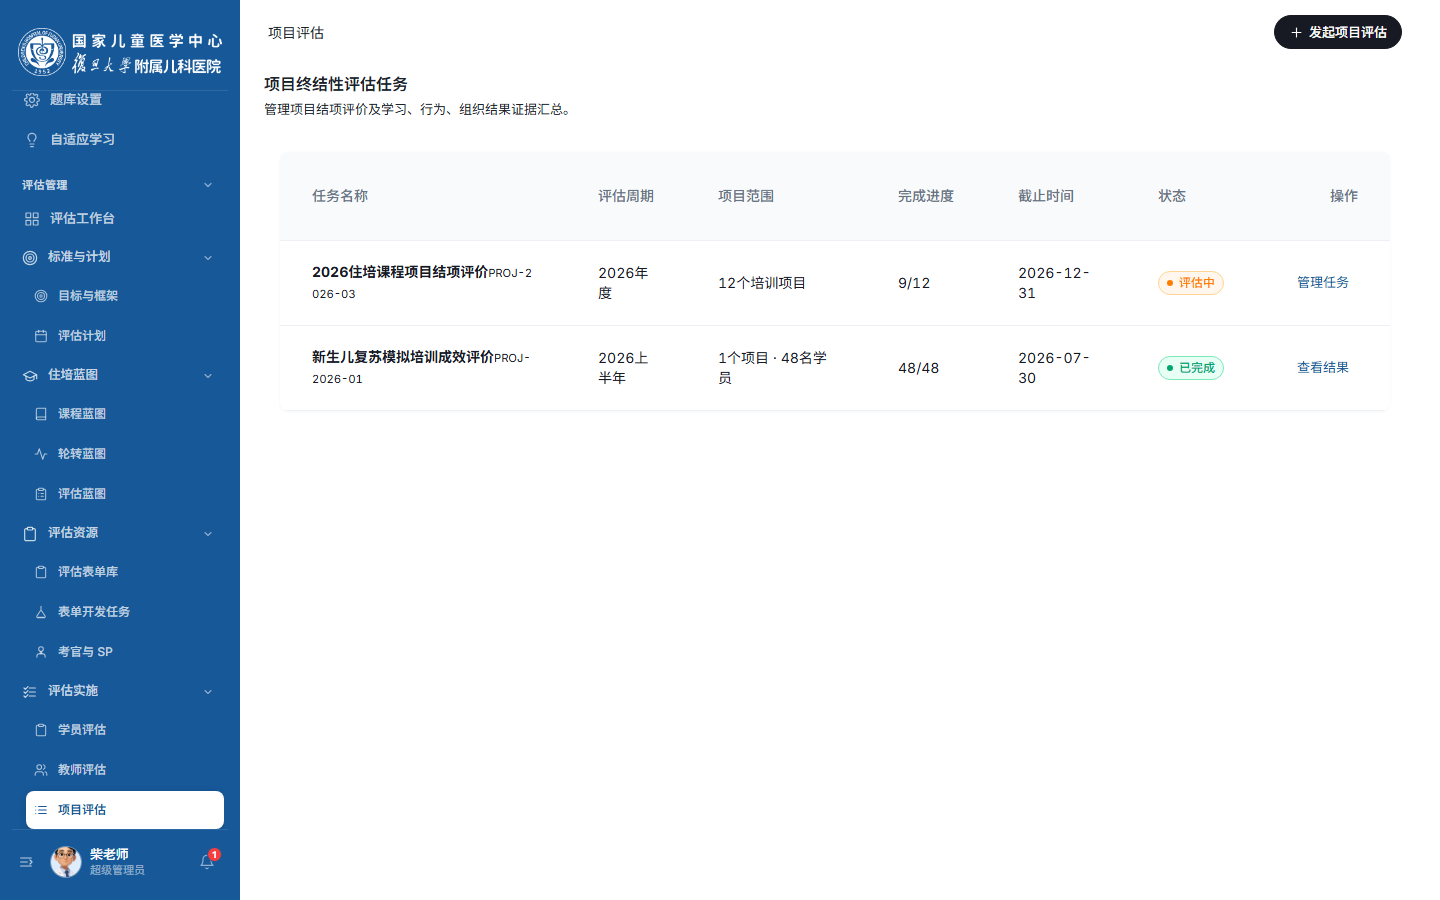 国家儿童医学中心
復旦大學附属儿科医院
1952
题库设置
自适应学习
评估管理
评估工作台
标准与计划
目标与框架
评估计划
住培蓝图
课程蓝图
轮转蓝图
评估蓝图
评估资源
评估表单库
表单开发任务
考官与 SP
评估实施
学员评估
教师评估
项目评估
柴老师
超级管理员
1
项目评估
发起项目评估
项目终结性评估任务
管理项目结项评价及学习、行为、组织结果证据汇总。
任务名称 评估周期 项目范围 完成进度 截止时间 状态 操作
2026住培课程项目结项评价PROJ-2
026-03
2026年
度
12个培训项目
9/12
2026-12-
31
评估中
管理任务
新生儿复苏模拟培训成效评价PROJ-
2026-01
2026上
半年
1个项目 · 48名学
员
48/48
2026-07-
30
已完成
查看结果